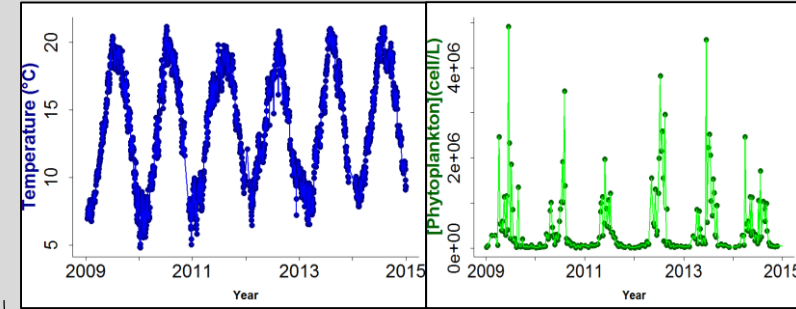 Temperature (°C)
20
15
10
5
2009
2011
2013
2015
Year
[Phytoplankton](cell/L)
4e+06
2e+06
0e+00
2009
2011
2013
2015
Year